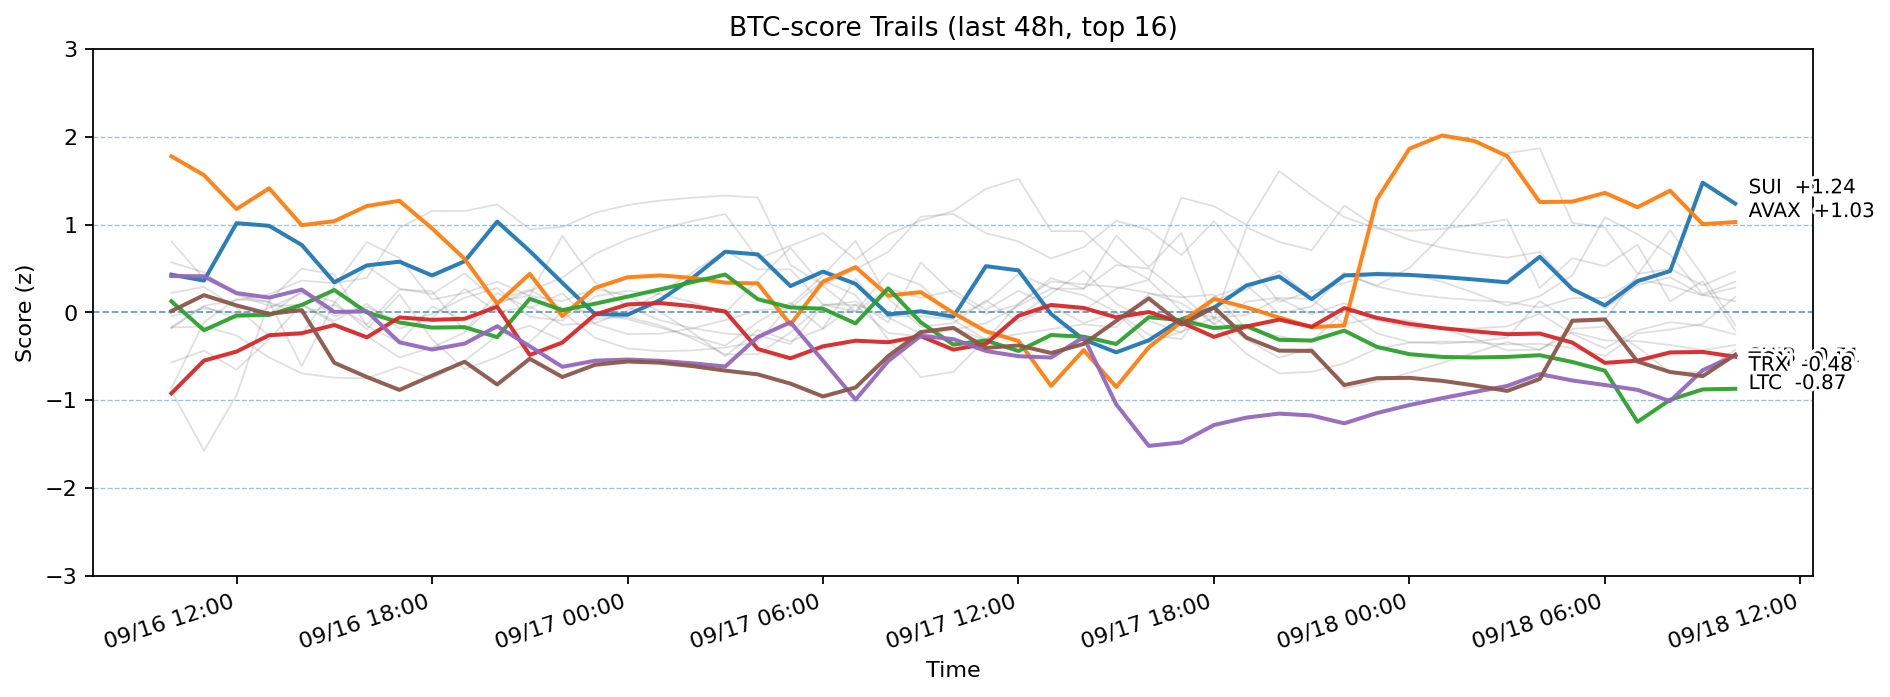 BTC-score Trails (last 48h, top 16)
3
2
1
0
−1
−2
−3
Score (z)
SUI +1.24
AVAX +1.03
TRX -0.48
LTC -0.87
09/16 12:00
09/16 18:00
09/17 00:00
09/17 06:00
09/17 12:00
09/17 18:00
09/18 00:00
09/18 06:00
09/18 12:00
Time